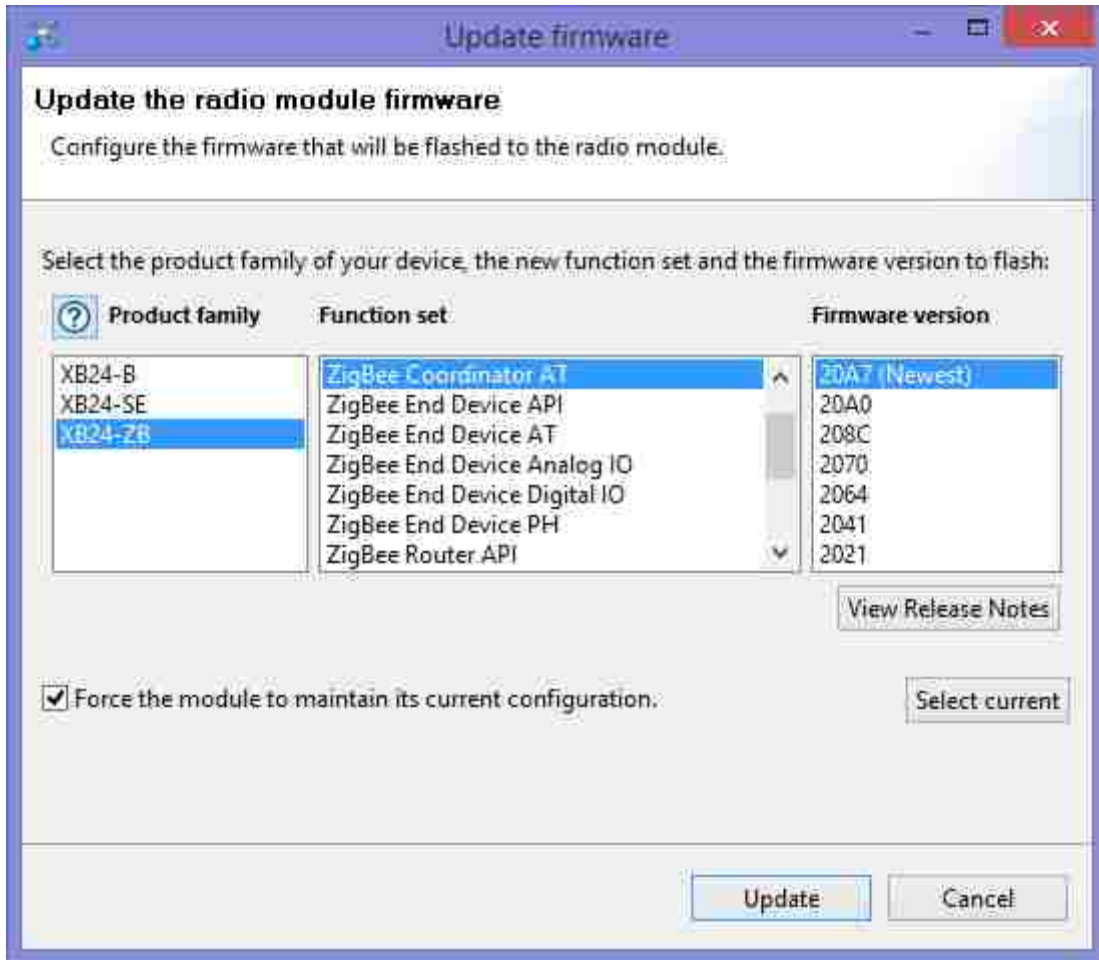 Update firmware
Update the radio module firmware
Configure the firmware that will be flashed to the radio module.
Select the product family of your device, the new function set and the firmware version to flash:
Product family
Function set
Firmware version
XB24-B
XB24-SE
XB24-ZB
ZigBee Coordinator AT
ZigBee End Device API
ZigBee End Device AT
ZigBee End Device Analog IO
ZigBee End Device Digital IO
ZigBee End Device PH
ZigBee Router API
20A7 (Newest)
20A0
208C
2070
2064
2041
2021
View Release Notes
Force the module to maintain its current configuration.
Select current
Update
Cancel